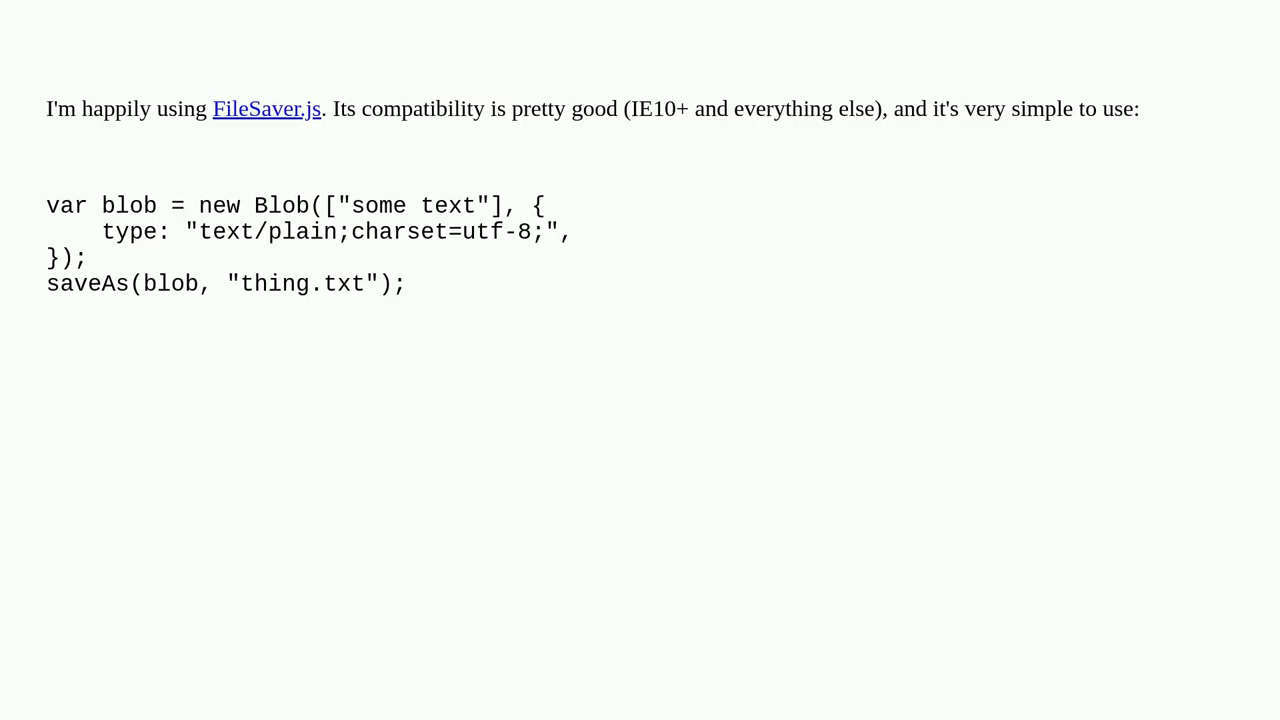 I'm happily using FileSaver.js. Its compatibility is pretty good (IE10+ and everything else), and it's very simple to use:
var blob = new Blob(["some text"], {
    type: "text/plain;charset=utf-8;",
});
saveAs(blob, "thing.txt");